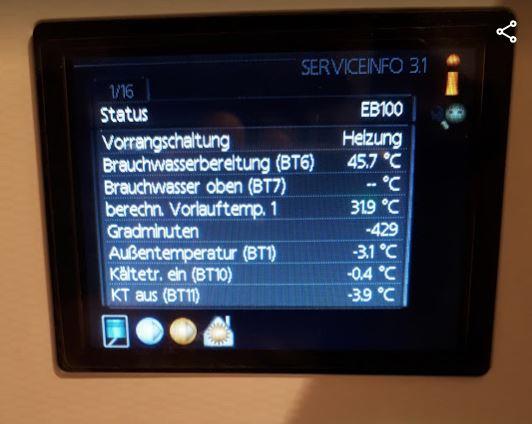 SERVICEINFO 3.1
1/16
Status EB100
Vorrangschaltung Heizung
Brauchwasserbereitung (BT6) 45.7 °C
Brauchwasser oben (BT7) -- °C
berechn. Vorlauftemp. 1 31.9 °C
Gradminuten -429
Außentemperatur (BT1) -3.1 °C
Kältetr. ein (BT10) -0.4 °C
KT aus (BT11) -3.9 °C